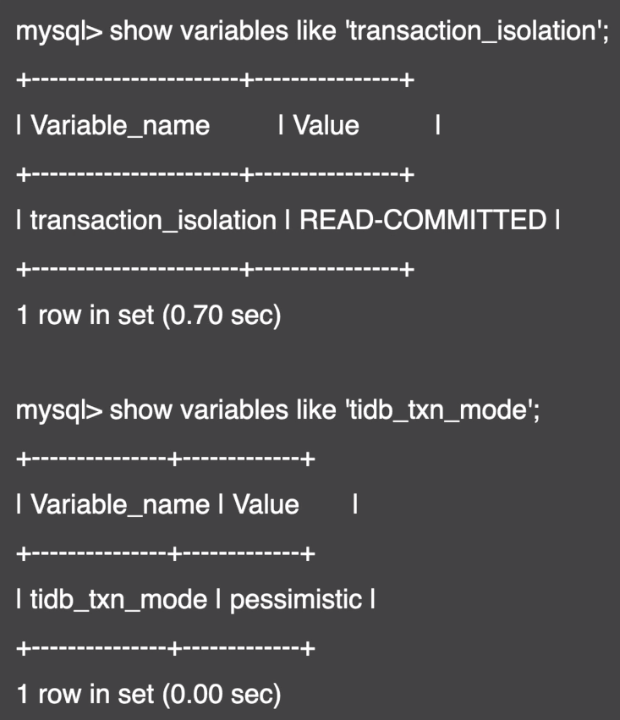 mysql> show variables like 'transaction_isolation';
+-----------------------+----------------+
| Variable_name | Value |
+-----------------------+----------------+
| transaction_isolation | READ-COMMITTED |
+-----------------------+----------------+
1 row in set (0.70 sec)
mysql> show variables like 'tidb_txn_mode';
+---------------+-------------+
| Variable_name | Value |
+---------------+-------------+
| tidb_txn_mode | pessimistic |
+---------------+-------------+
1 row in set (0.00 sec)